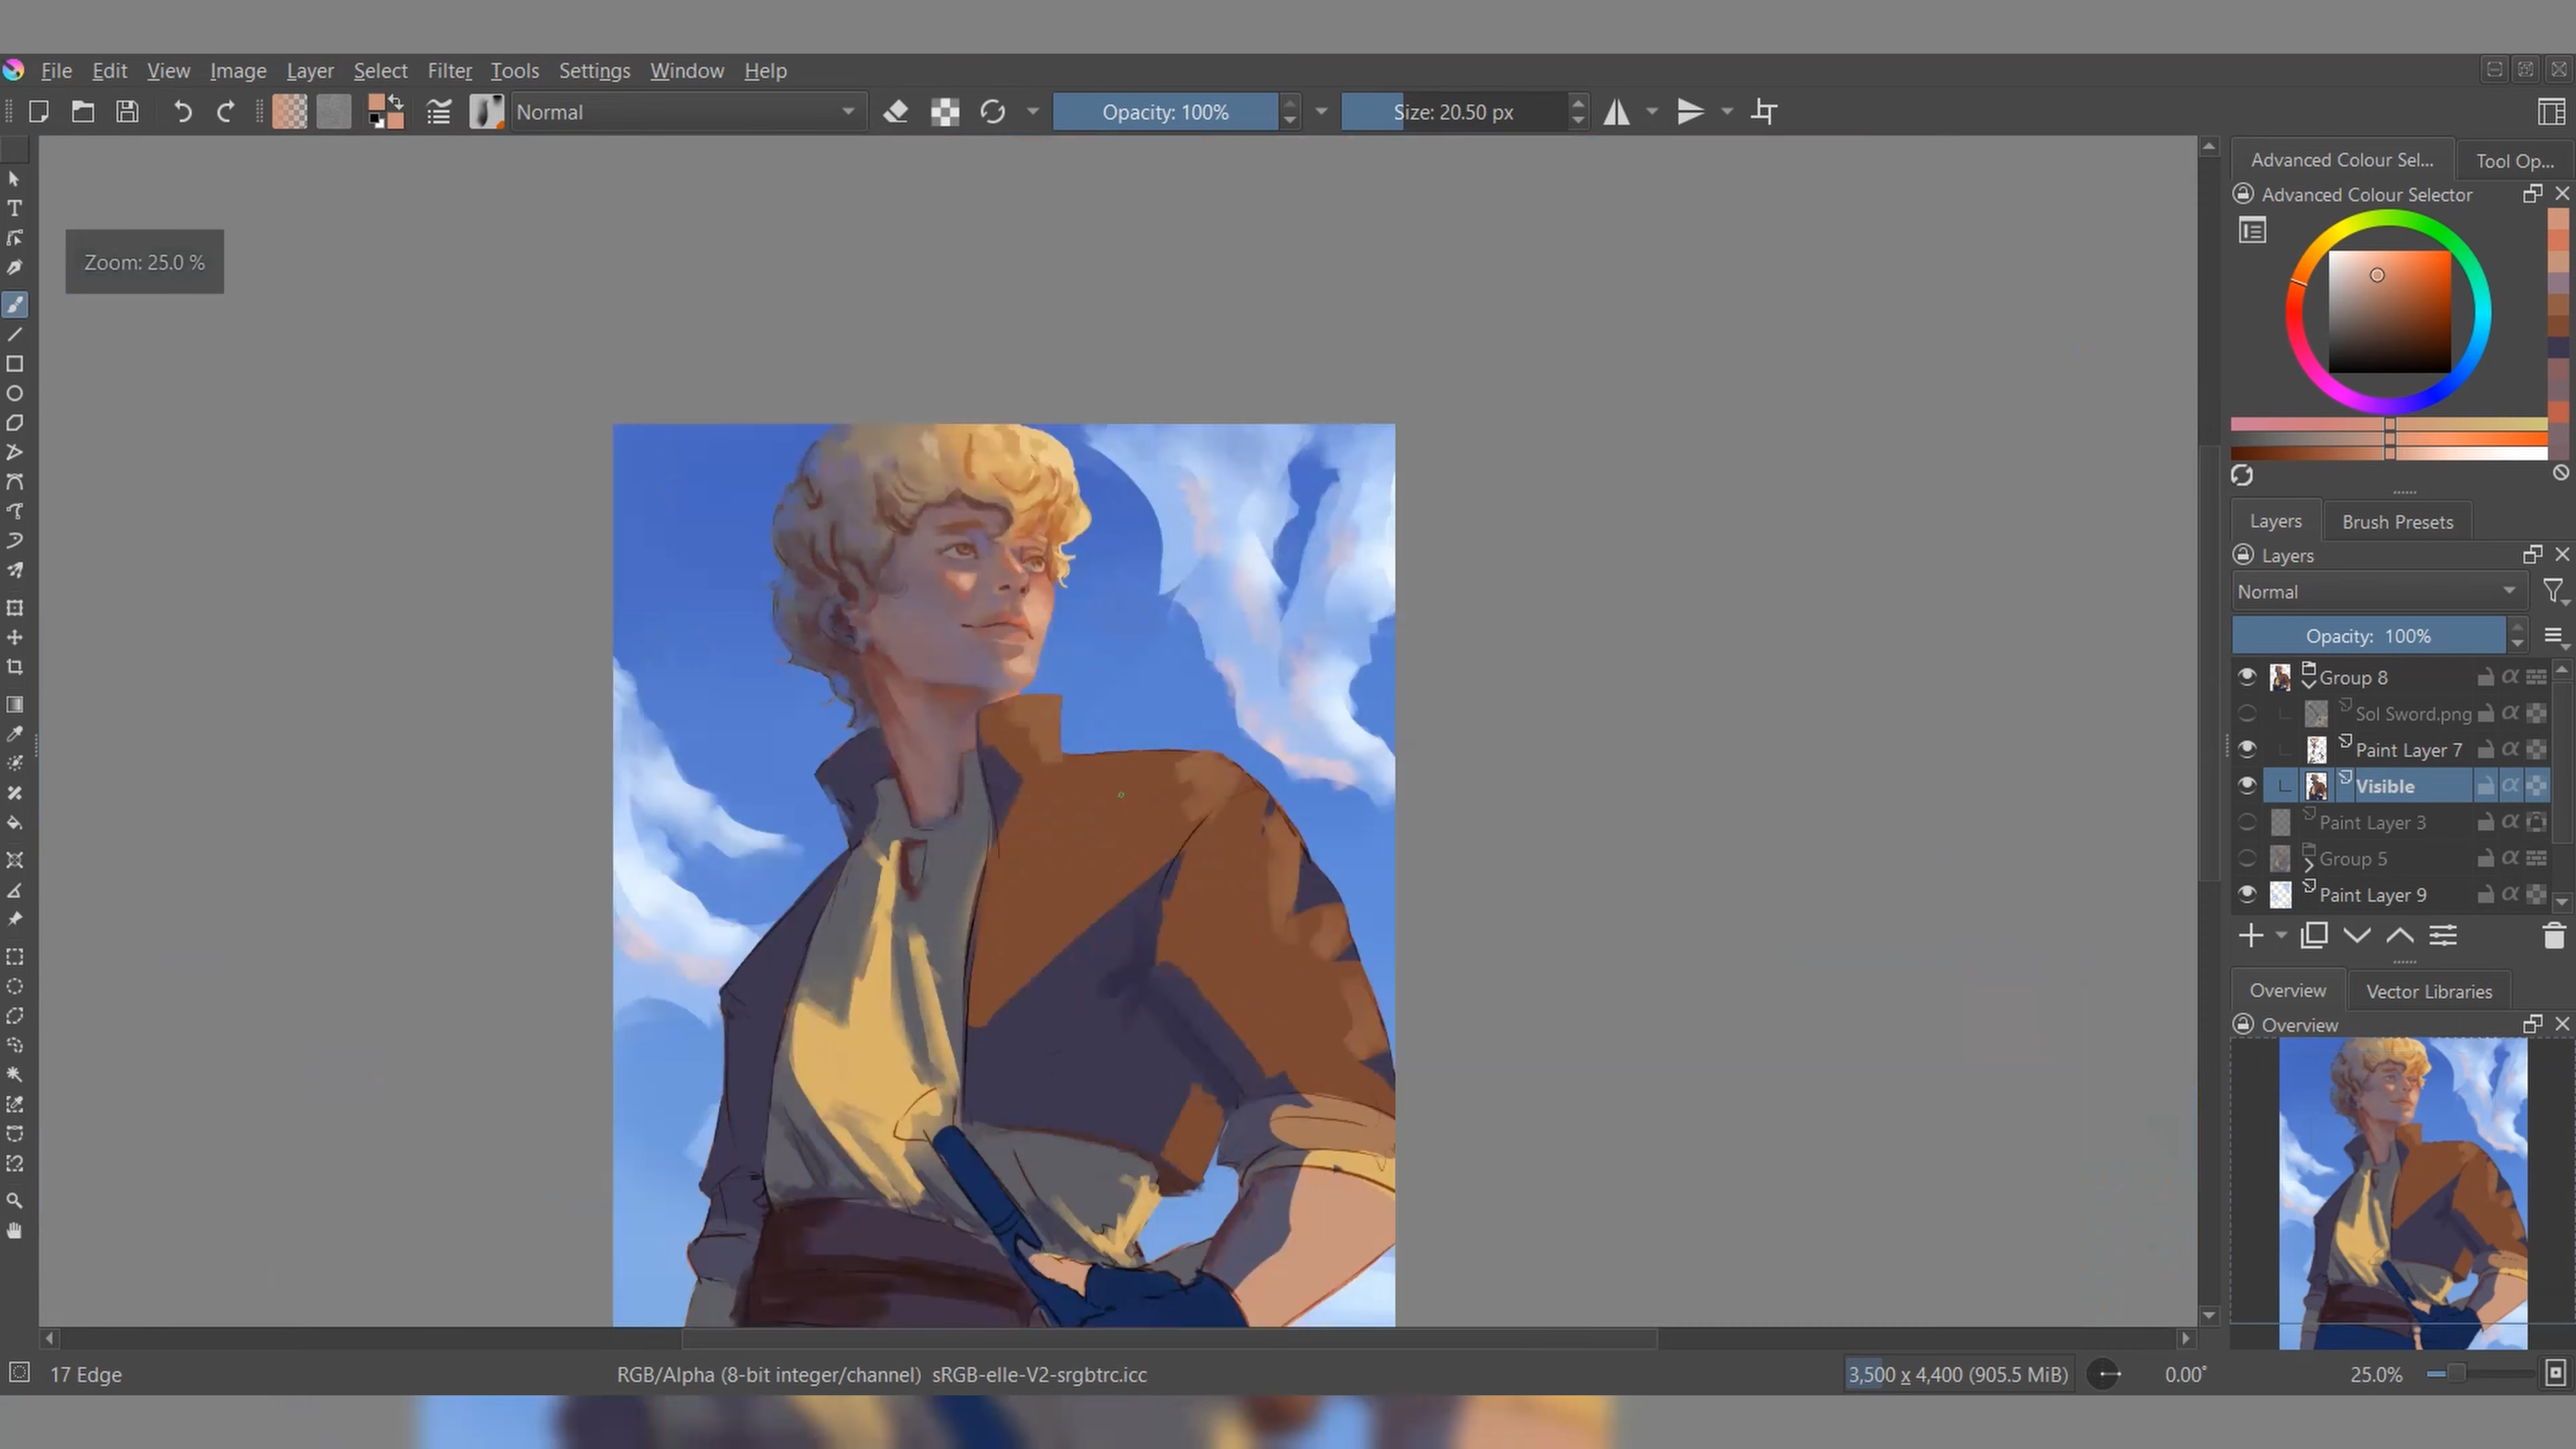 File Edit View Image Layer Select Filter Tools Settings Window Help
Normal Opacity: 100% Size: 20.50 px
Advanced Colour Sel... Tool Op...
Advanced Colour Selector
Zoom: 25.0 %
Layers Brush Presets
Layers
Normal
Opacity: 100%
Group 8
Sol Sword.png
Paint Layer 7
Visible
Paint Layer 3
Group 5
Paint Layer 9
Overview Vector Libraries
Overview
17 Edge RGB/Alpha (8-bit integer/channel) sRGB-elle-V2-srgbtrc.icc 3,500 x 4,400 (905.5 MiB) 0.00° 25.0%